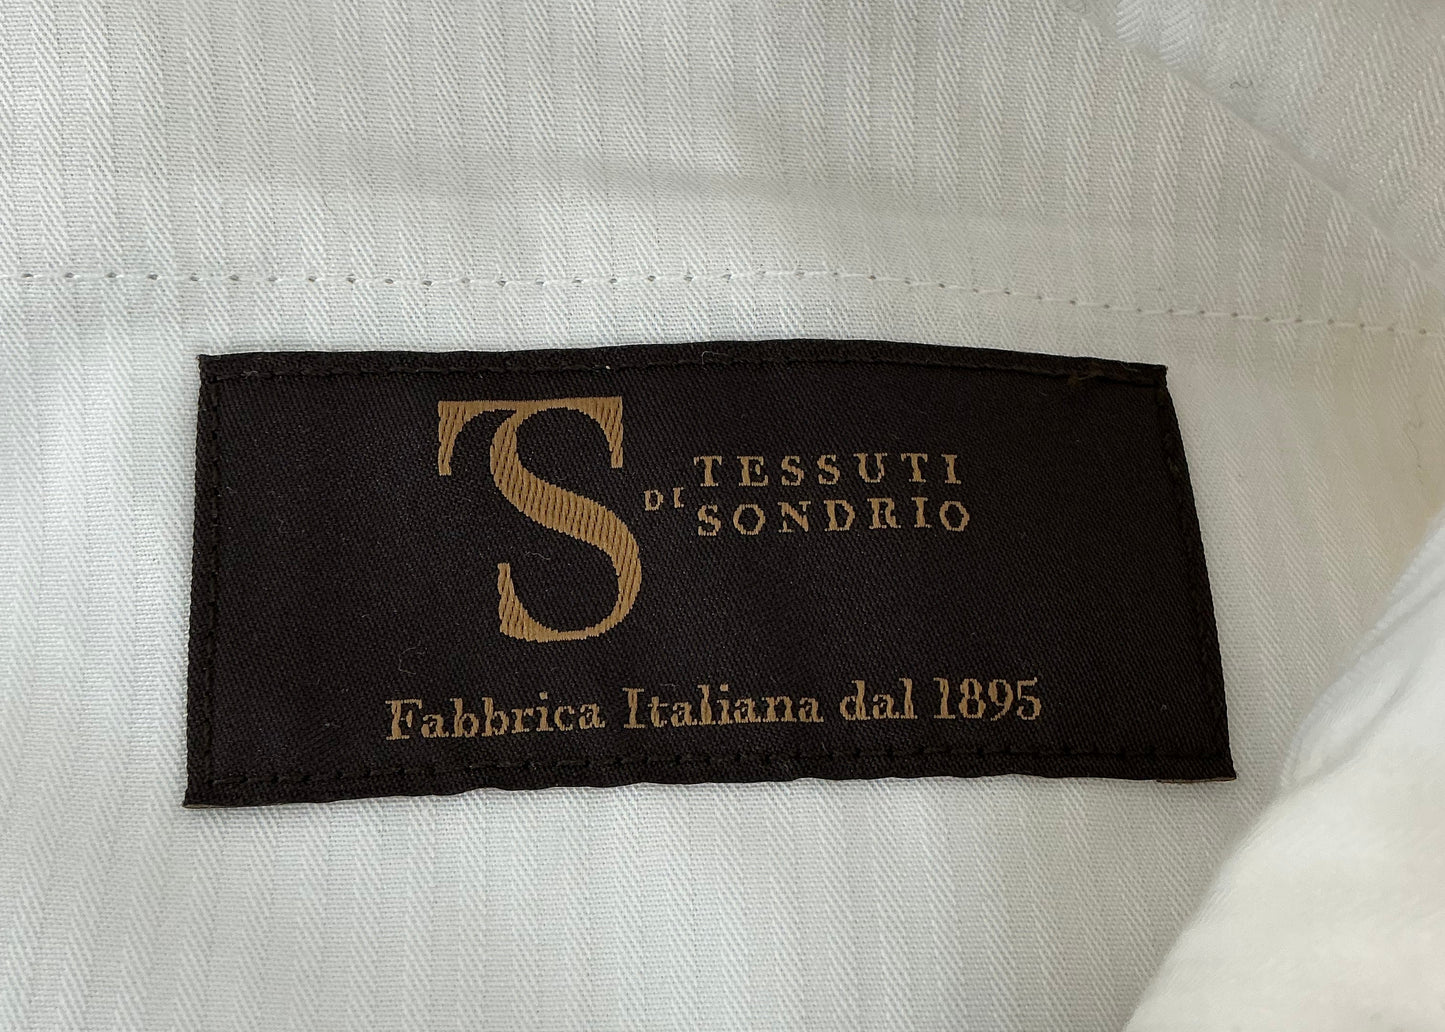 TS
TESSUTI
DI SONDRIO
Fabbrica Italiana dal 1895